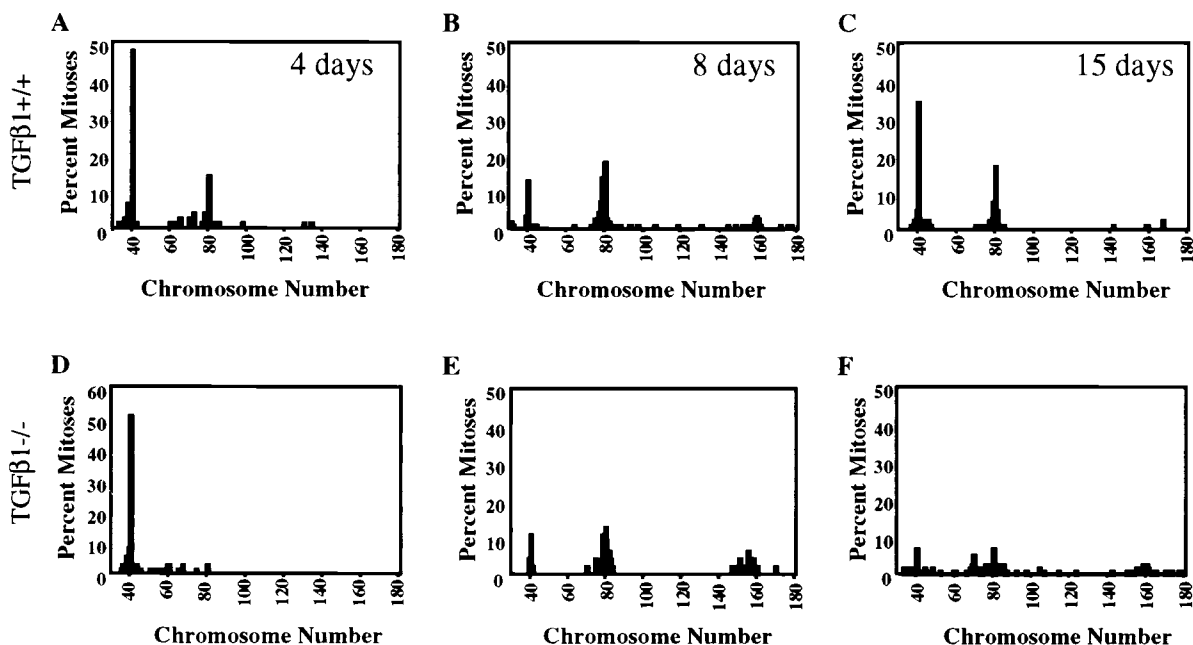 A B C
4 days 8 days 15 days
TGFβ1+/+
Percent Mitoses Percent Mitoses Percent Mitoses
50 50 50
40 40 40
30 30 30
20 20 20
10 10 10
0 0 0
40 60 80 100 120 140 160 180 40 60 80 100 120 140 160 180 40 60 80 100 120 140 160 180
Chromosome Number Chromosome Number Chromosome Number
D E F
TGFβ1-/-
Percent Mitoses Percent Mitoses Percent Mitoses
60 50 50
50 40 40
40 30 30
30 20 20
20 10 10
10 0 0
0
40 60 80 100 120 140 160 180 40 60 80 100 120 140 160 180 40 60 80 100 120 140 160 180
Chromosome Number Chromosome Number Chromosome Number